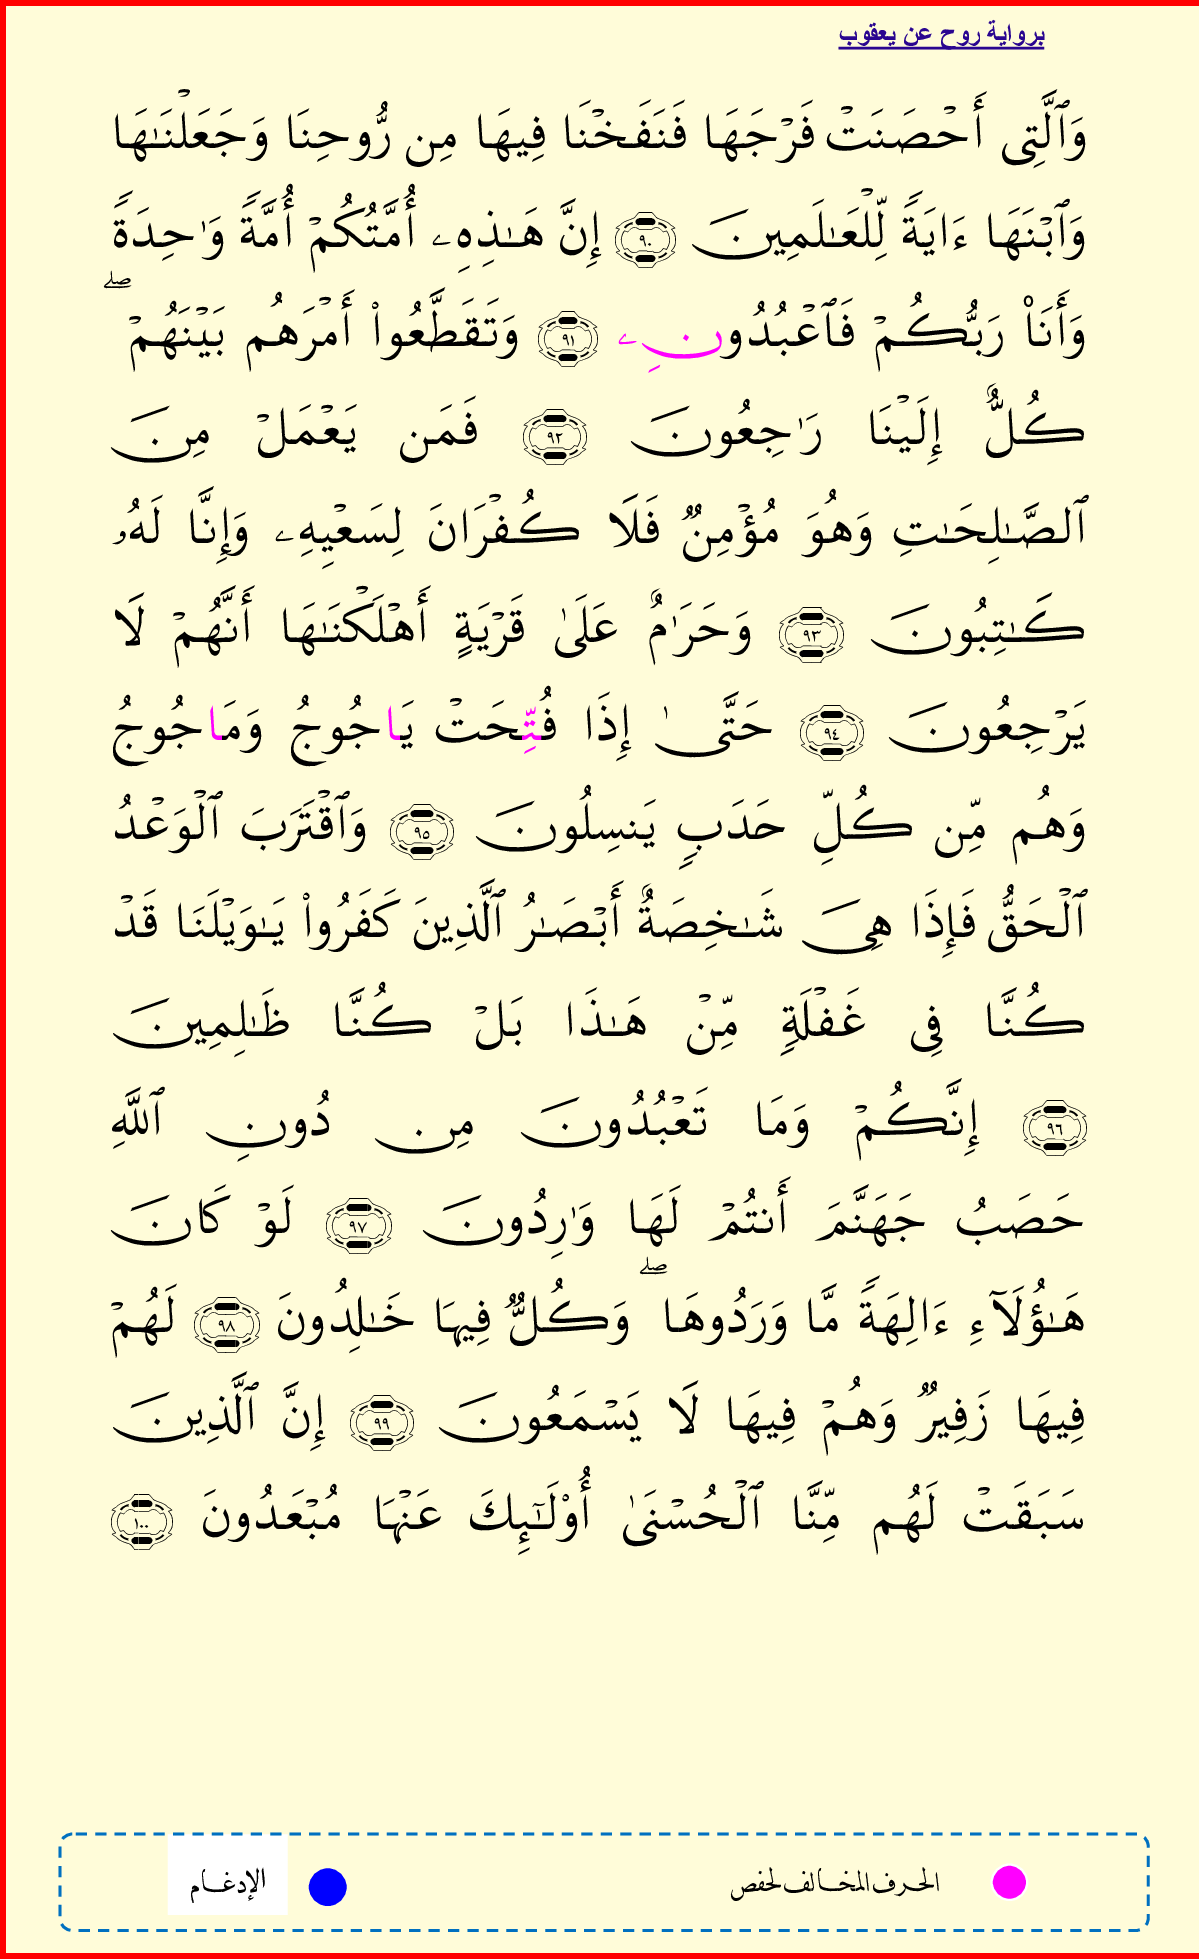 برواية روح عن يعقوب
وَٱلَّتِى أَحْصَنَتْ فَرْجَهَا فَنَفَخْنَا فِيهَا مِن رُّوحِنَا وَجَعَلْنَـٰهَا
وَٱبْنَهَا ءَايَةً لِّلْعَـٰلَمِينَ ٩٠ إِنَّ هَـٰذِهِۦ أُمَّتُكُمْ أُمَّةً وَٰحِدَةً
وَأَنَا۠ رَبُّكُمْ فَٱعْبُدُونِۦ ٩١ وَتَقَطَّعُوا۟ أَمْرَهُم بَيْنَهُمْ ۖ
كُلٌّ إِلَيْنَا رَٰجِعُونَ ٩٢ فَمَن يَعْمَلْ مِنَ
ٱلصَّـٰلِحَـٰتِ وَهُوَ مُؤْمِنٌ فَلَا كُفْرَانَ لِسَعْيِهِۦ وَإِنَّا لَهُۥ
كَـٰتِبُونَ ٩٣ وَحَرَٰمٌ عَلَىٰ قَرْيَةٍ أَهْلَكْنَـٰهَا أَنَّهُمْ لَا
يَرْجِعُونَ ٩٤ حَتَّىٰ إِذَا فُتِّحَتْ يَاجُوجُ وَمَاجُوجُ
وَهُم مِّن كُلِّ حَدَبٍ يَنسِلُونَ ٩٥ وَٱقْتَرَبَ ٱلْوَعْدُ
ٱلْحَقُّ فَإِذَا هِىَ شَـٰخِصَةٌ أَبْصَـٰرُ ٱلَّذِينَ كَفَرُوا۟ يَـٰوَيْلَنَا قَدْ
كُنَّا فِى غَفْلَةٍ مِّنْ هَـٰذَا بَلْ كُنَّا ظَـٰلِمِينَ
٩٦ إِنَّكُمْ وَمَا تَعْبُدُونَ مِن دُونِ ٱللَّهِ
حَصَبُ جَهَنَّمَ أَنتُمْ لَهَا وَٰرِدُونَ ٩٧ لَوْ كَانَ
هَـٰؤُلَآءِ ءَالِهَةً مَّا وَرَدُوهَا ۖ وَكُلٌّ فِيهَا خَـٰلِدُونَ ٩٨ لَهُمْ
فِيهَا زَفِيرٌ وَهُمْ فِيهَا لَا يَسْمَعُونَ ٩٩ إِنَّ ٱلَّذِينَ
سَبَقَتْ لَهُم مِّنَّا ٱلْحُسْنَىٰ أُو۟لَـٰٓئِكَ عَنْهَا مُبْعَدُونَ ١٠٠
الحرف المخالف لحفص
الإدغام